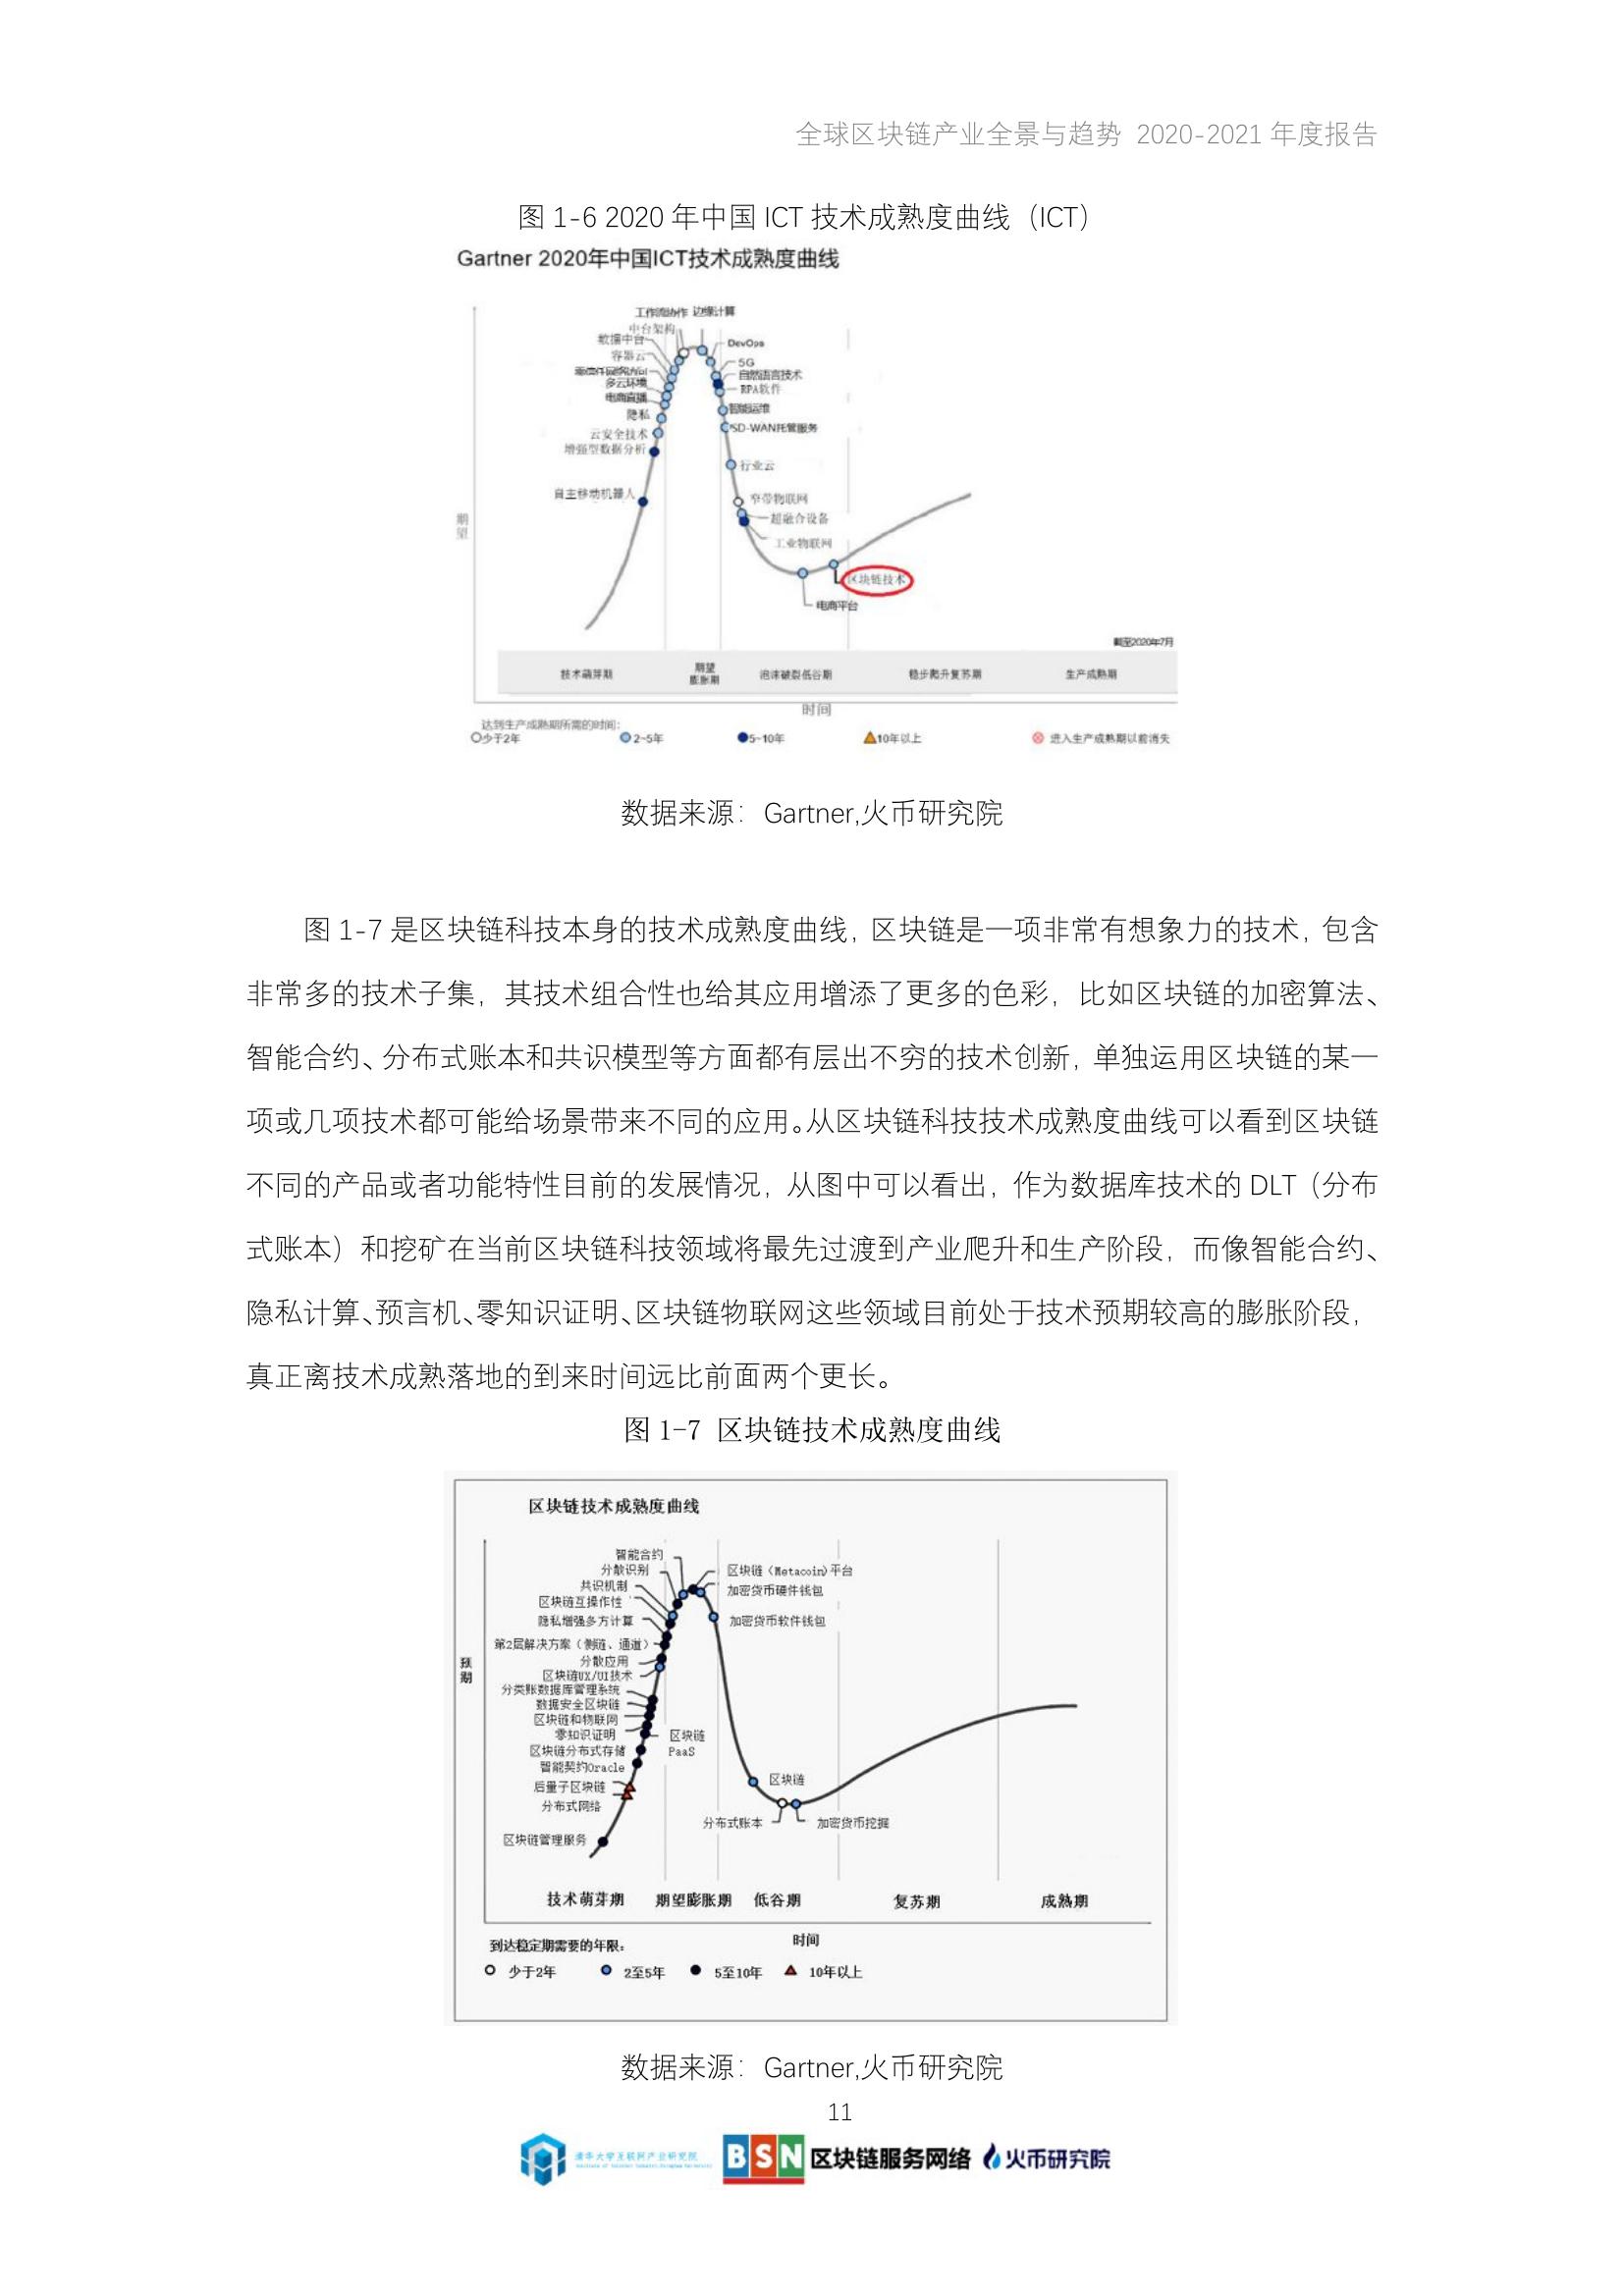 全球区块链产业全景与趋势 2020-2021 年度报告
图 1-6 2020 年中国 ICT 技术成熟度曲线（ICT）
Gartner 2020年中国ICT技术成熟度曲线
工作流协作 边缘计算
中台架构
数据中台
DevOps
容器云
5G
自然语言技术
多云环境
RPA软件
电商直播
智能运维
隐私
SD-WAN托管服务
云安全技术
增强型数据分析
行业云
自主移动机器人
窄带物联网
超融合设备
期望
工业物联网
区块链技术
电商平台
截至2020年7月
技术萌芽期
期望
膨胀期
泡沫破裂低谷期
稳步爬升复苏期
生产成熟期
时间
达到生产成熟期所需的时间:
少于2年
2-5年
5-10年
10年以上
进入生产成熟期以前消失
数据来源：Gartner,火币研究院
图 1-7 是区块链科技本身的技术成熟度曲线，区块链是一项非常有想象力的技术，包含
非常多的技术子集，其技术组合性也给其应用增添了更多的色彩，比如区块链的加密算法、
智能合约、分布式账本和共识模型等方面都有层出不穷的技术创新，单独运用区块链的某一
项或几项技术都可能给场景带来不同的应用。从区块链科技技术成熟度曲线可以看到区块链
不同的产品或者功能特性目前的发展情况，从图中可以看出，作为数据库技术的 DLT（分布
式账本）和挖矿在当前区块链科技领域将最先过渡到产业爬升和生产阶段，而像智能合约、
隐私计算、预言机、零知识证明、区块链物联网这些领域目前处于技术预期较高的膨胀阶段，
真正离技术成熟落地的到来时间远比前面两个更长。
图 1-7 区块链技术成熟度曲线
区块链技术成熟度曲线
智能合约
分散识别
区块链（Metacoin）平台
共识机制
加密货币硬件钱包
区块链互操作性
隐私增强多方计算
加密货币软件钱包
第2层解决方案（侧链、通道）
分散应用
预期
区块链UX/UI技术
分类账数据库管理系统
数据安全区块链
区块链和物联网
零知识证明
区块链
PaaS
区块链分布式存储
智能契约Oracle
区块链
后量子区块链
分布式网络
分布式账本
加密货币挖掘
区块链管理服务
技术萌芽期
期望膨胀期
低谷期
复苏期
成熟期
时间
到达稳定期需要的年限。
少于2年
2至5年
5至10年
10年以上
数据来源：Gartner,火币研究院
11
清华大学互联网产业研究院
BSN 区块链服务网络
火币研究院